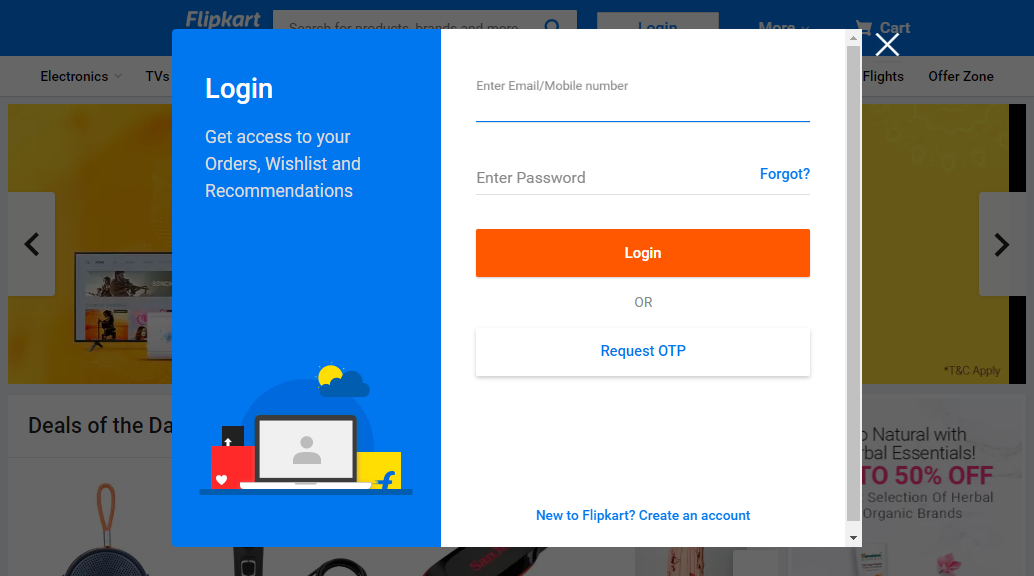 Flipkart
Search for products, brands and more
Login
More
Cart
Electronics
TVs
Flights
Offer Zone
Login
Get access to your
Orders, Wishlist and
Recommendations
Enter Email/Mobile number
Enter Password
Forgot?
Login
OR
Request OTP
New to Flipkart? Create an account
*T&C Apply
Deals of the Da
o Natural with
bal Essentials!
TO 50% OFF
Selection Of Herbal
Organic Brands